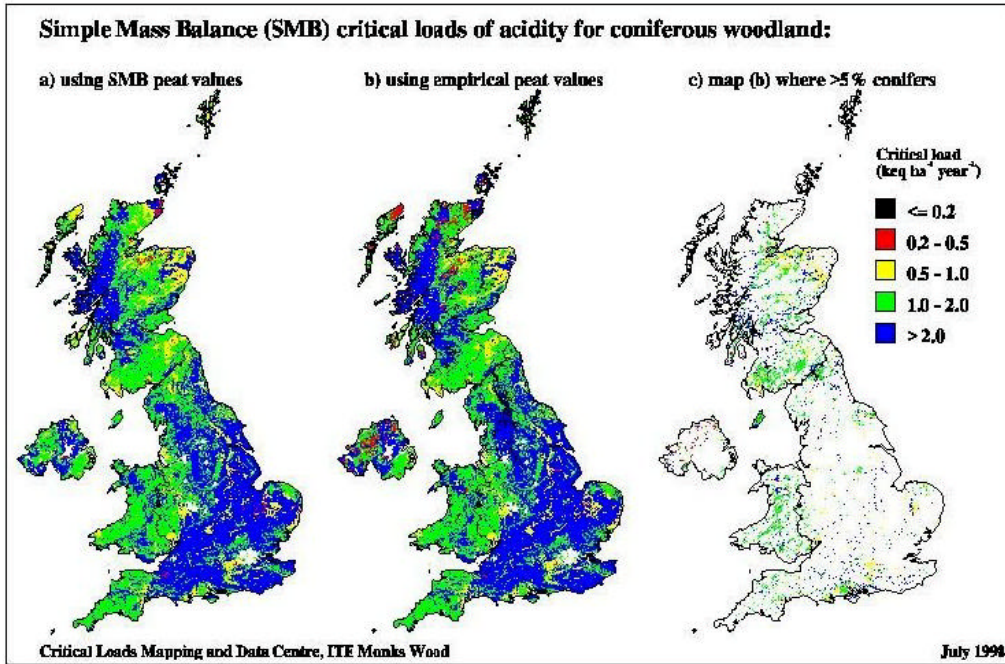 Simple Mass Balance (SMB) critical loads of acidity for coniferous woodland:
a) using SMB peat values
b) using empirical peat values
c) map (b) where >5% conifers
Critical load
(keq ha⁻¹ year⁻¹)
<= 0.2
0.2 - 0.5
0.5 - 1.0
1.0 - 2.0
> 2.0
Critical Loads Mapping and Data Centre, ITE Monks Wood
July